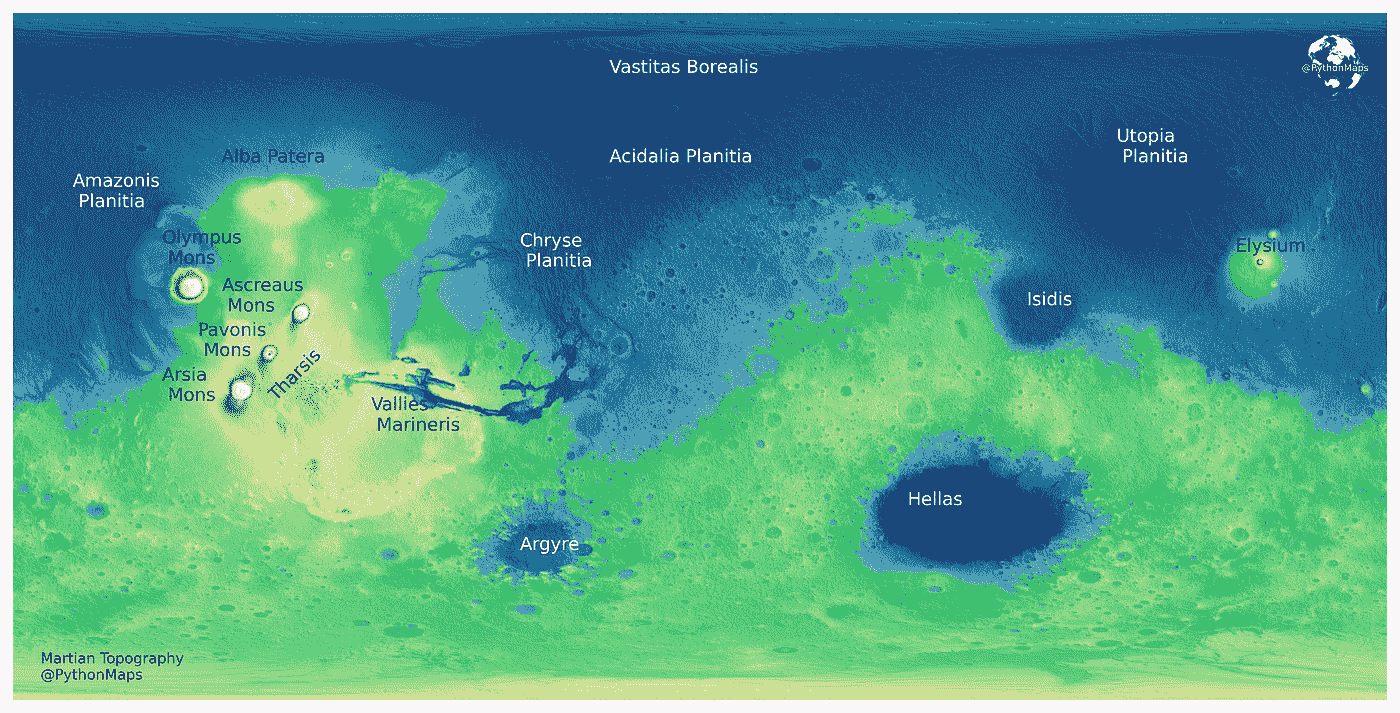 Vastitas Borealis
@PythonMaps
Utopia
Planitia
Alba Patera
Acidalia Planitia
Amazonis
Planitia
Olympus
Mons
Chryse
Planitia
Elysium
Ascreaus
Mons
Isidis
Pavonis
Mons
Tharsis
Arsia
Mons
Vallies
Marineris
Hellas
Argyre
Martian Topography
@PythonMaps